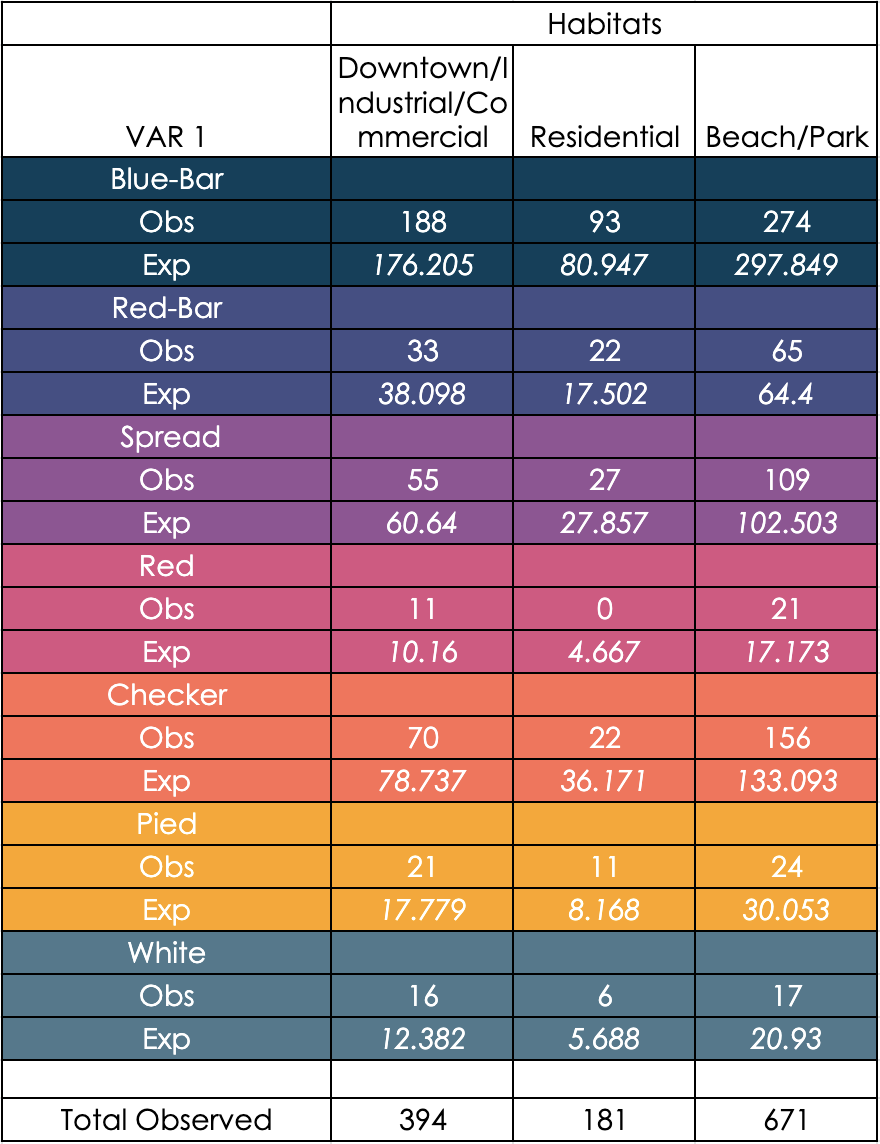 Habitats
VAR 1 Downtown/I
ndustrial/Co
mmercial Residential Beach/Park
Blue-Bar
Obs 188 93 274
Exp 176.205 80.947 297.849
Red-Bar
Obs 33 22 65
Exp 38.098 17.502 64.4
Spread
Obs 55 27 109
Exp 60.64 27.857 102.503
Red
Obs 11 0 21
Exp 10.16 4.667 17.173
Checker
Obs 70 22 156
Exp 78.737 36.171 133.093
Pied
Obs 21 11 24
Exp 17.779 8.168 30.053
White
Obs 16 6 17
Exp 12.382 5.688 20.93
Total Observed 394 181 671